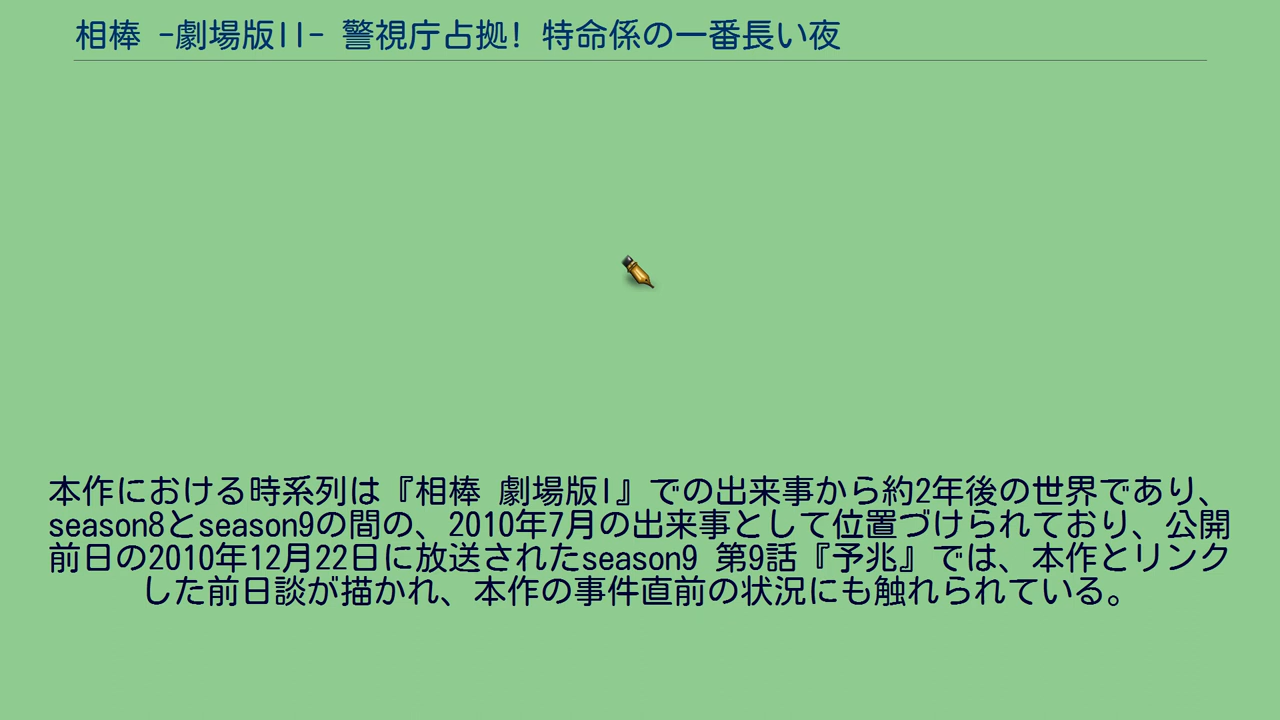 相棒 -劇場版II- 警視庁占拠! 特命係の一番長い夜
本作における時系列は『相棒 劇場版I』での出来事から約2年後の世界であり、
season8とseason9の間の、2010年7月の出来事として位置づけられており、公開
前日の2010年12月22日に放送されたseason9 第9話『予兆』では、本作とリンク
した前日談が描かれ、本作の事件直前の状況にも触れられている。